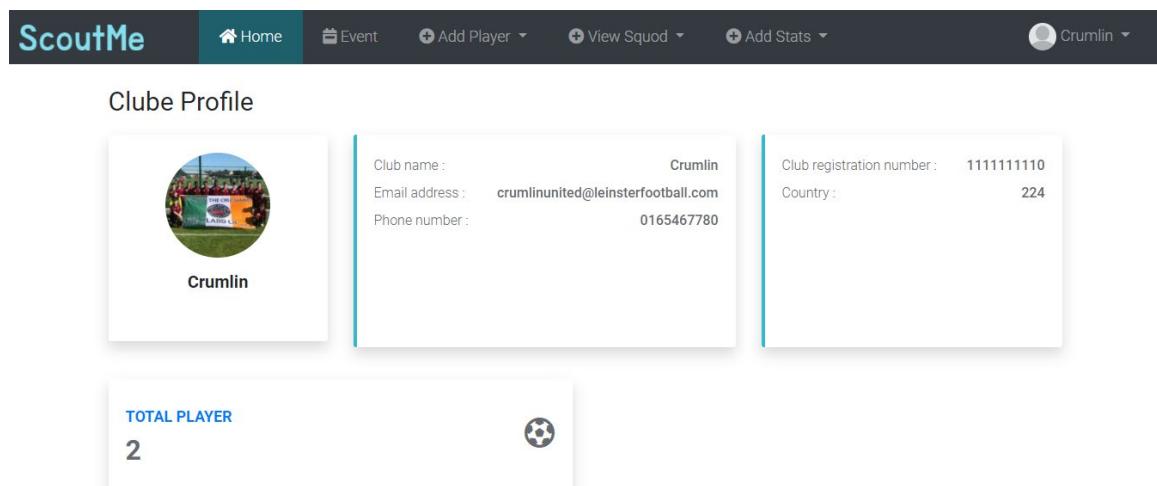 ScoutMe Home Event Add Player View Squod Add Stats Crumlin
Clube Profile
Crumlin
Club name : Crumlin
Email address : crumlinunited@leinsterfootball.com
Phone number : 0165467780
Club registration number : 1111111110
Country : 224
TOTAL PLAYER
2